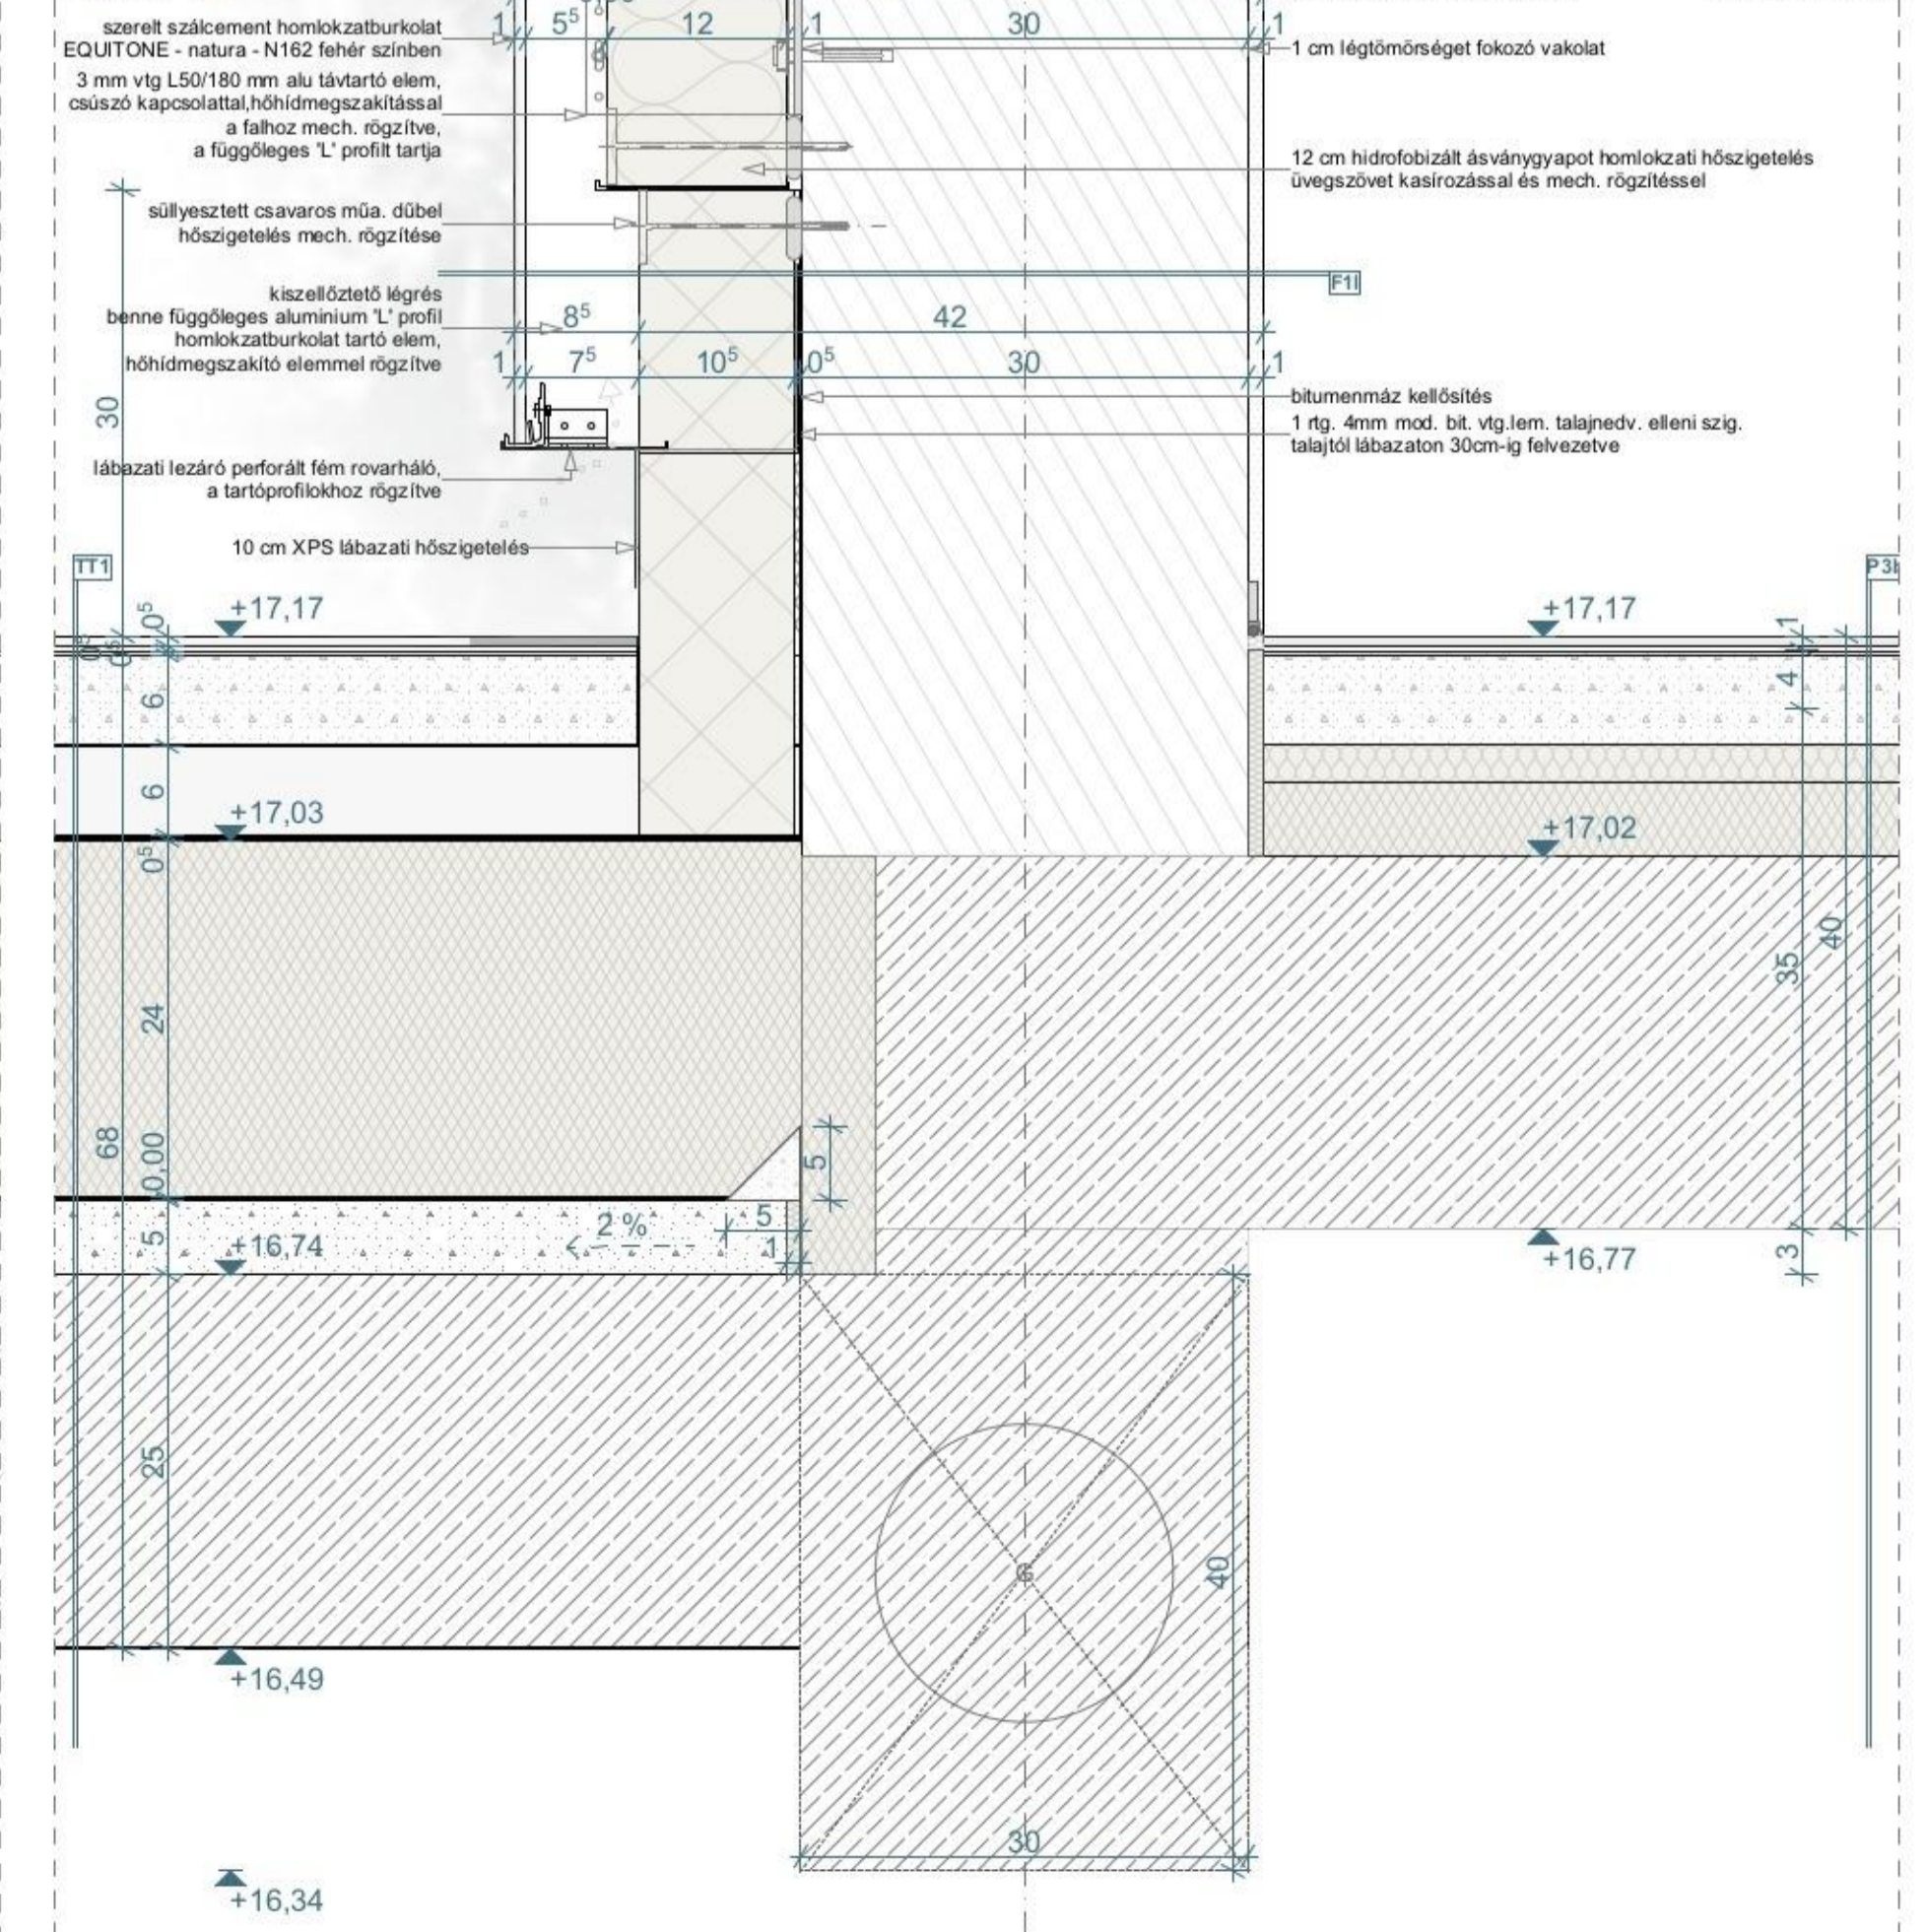 1
5⁵
12
1
30
1
szerelt szálcement homlokzatburkolat
EQUITONE - natura - N162 fehér színben
3 mm vtg L50/180 mm alu távtartó elem,
csúszó kapcsolattal,hőhídmegszakítással
a falhoz mech. rögzítve,
a függőleges 'L' profilt tartja
1 cm légtömörséget fokozó vakolat
12 cm hidrofobizált ásványgyapot homlokzati hőszigetelés
üvegszövet kasírozással és mech. rögzítéssel
süllyesztett csavaros műa. dűbel
hőszigetelés mech. rögzítése
F1I
kiszellőztető légrés
benne függőleges aluminium 'L' profil
homlokzatburkolat tartó elem,
hőhídmegszakító elemmel rögzítve
8⁵
42
1
7⁵
10⁵
0⁵
30
1
30
bitumenmáz kellősítés
1 rtg. 4mm mod. bit. vtg.lem. talajnedv. elleni szig.
talajtól lábazaton 30cm-ig felvezetve
lábazati lezáró perforált fém rovarháló,
a tartóprofilokhoz rögzítve
10 cm XPS lábazati hőszigetelés
TT1
P3
+17,17
0⁵
+17,17
1
4
6
6
+17,03
+17,02
0⁵
24
40
35
68
0,00
5
5
2 %
5
1
+16,74
+16,77
3
25
40
G
+16,49
30
+16,34